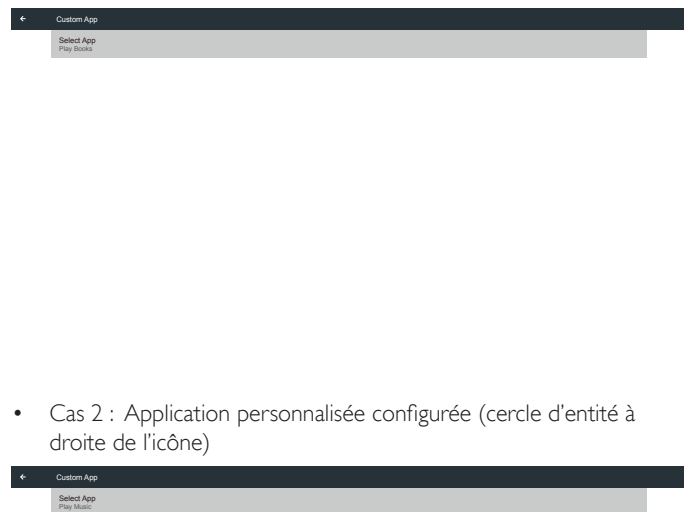 Custom App
Select App
Play Books
• Cas 2 : Application personnalisée configurée (cercle d'entité à
droite de l'icône)
Custom App
Select App
Play Music